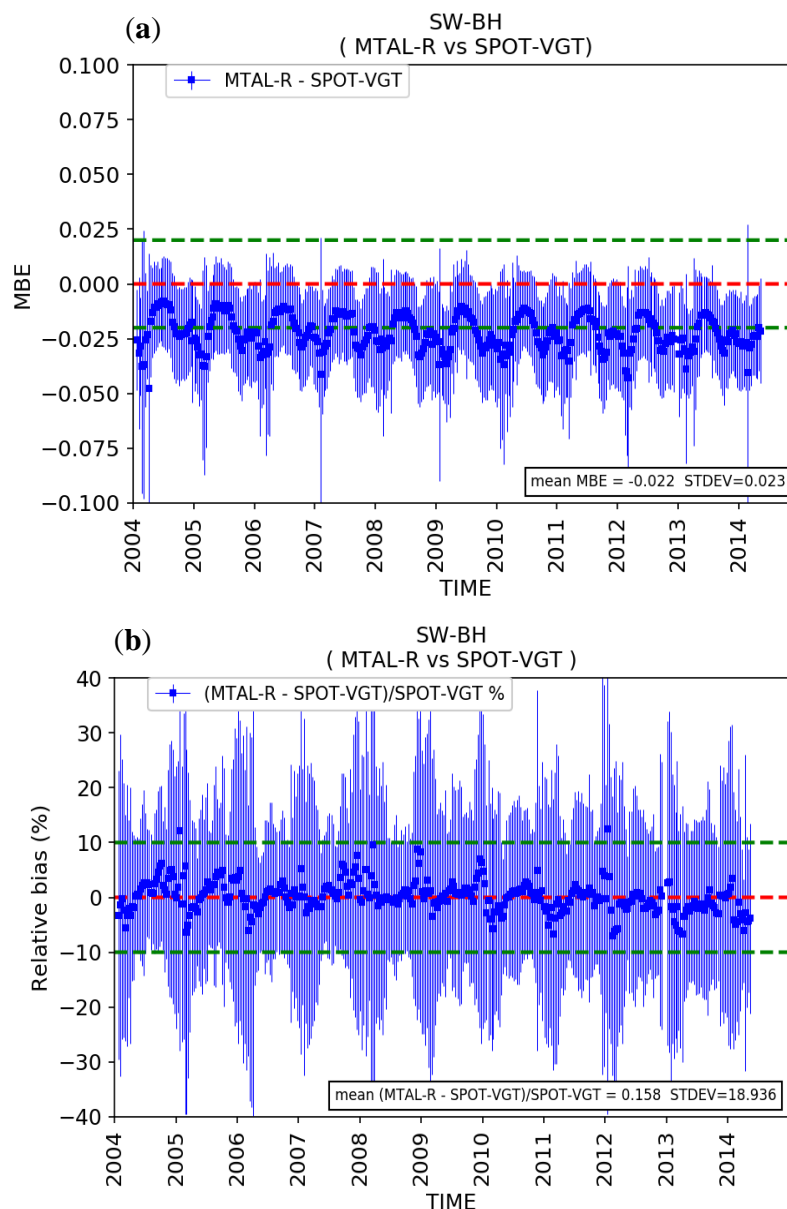 (a)
SW-BH
( MTAL-R vs SPOT-VGT)
MTAL-R - SPOT-VGT
0.100
0.075
0.050
0.025
0.000
−0.025
−0.050
−0.075
−0.100
MBE
mean MBE = -0.022 STDEV=0.023
2004 2005 2006 2007 2008 2009 2010 2011 2012 2013 2014
TIME
(b)
SW-BH
( MTAL-R vs SPOT-VGT )
(MTAL-R - SPOT-VGT)/SPOT-VGT %
40
30
20
10
0
−10
−20
−30
−40
Relative bias (%)
mean (MTAL-R - SPOT-VGT)/SPOT-VGT = 0.158 STDEV=18.936
2004 2005 2006 2007 2008 2009 2010 2011 2012 2013 2014
TIME